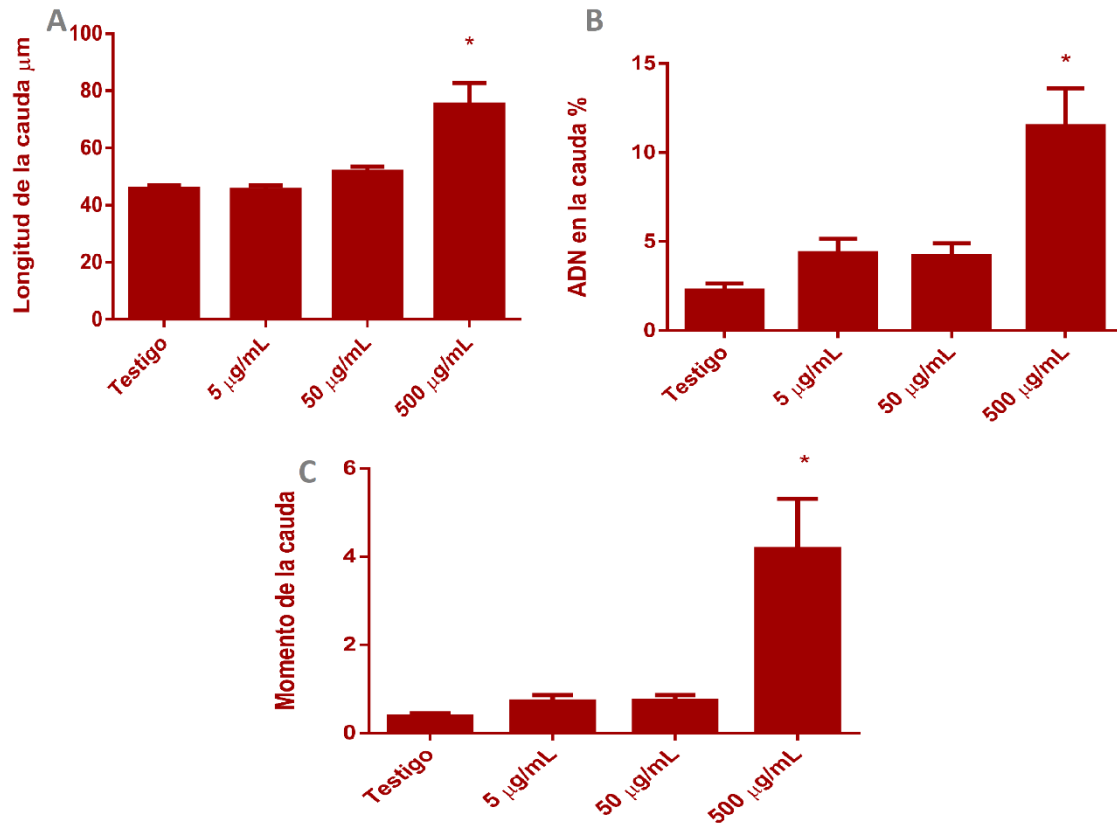 A
Longitud de la cauda μm
100
80
60
40
20
0
*
Testigo
5 μg/mL
50 μg/mL
500 μg/mL
B
ADN en la cauda %
15
10
5
0
*
Testigo
5 μg/mL
50 μg/mL
500 μg/mL
C
Momento de la cauda
6
4
2
0
*
Testigo
5 μg/mL
50 μg/mL
500 μg/mL